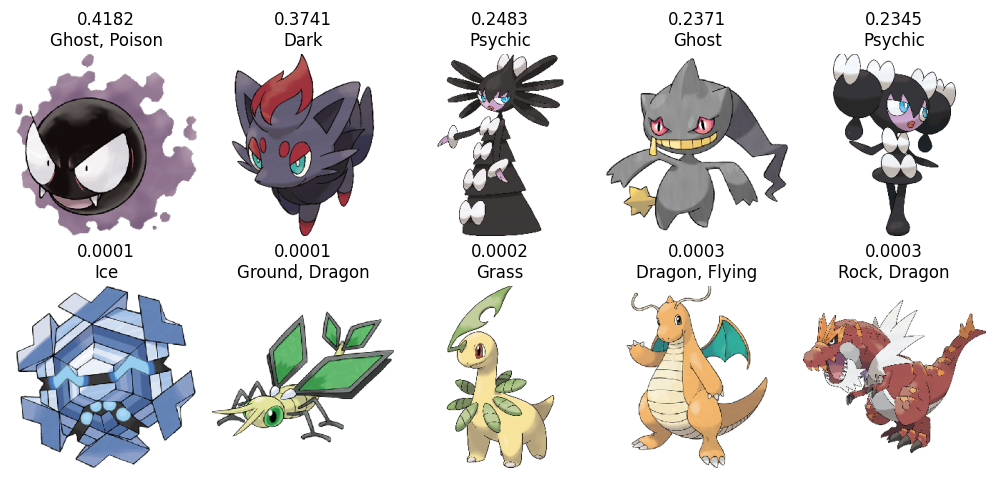 0.4182
Ghost, Poison
0.3741
Dark
0.2483
Psychic
0.2371
Ghost
0.2345
Psychic
0.0001
Ice
0.0001
Ground, Dragon
0.0002
Grass
0.0003
Dragon, Flying
0.0003
Rock, Dragon